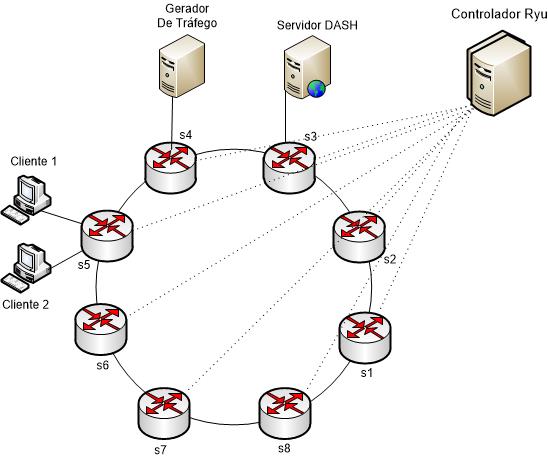 Gerador
De Tráfego
Servidor DASH
Controlador Ryu
s4
s3
Cliente 1
s5
s2
Cliente 2
s6
s1
s7
s8